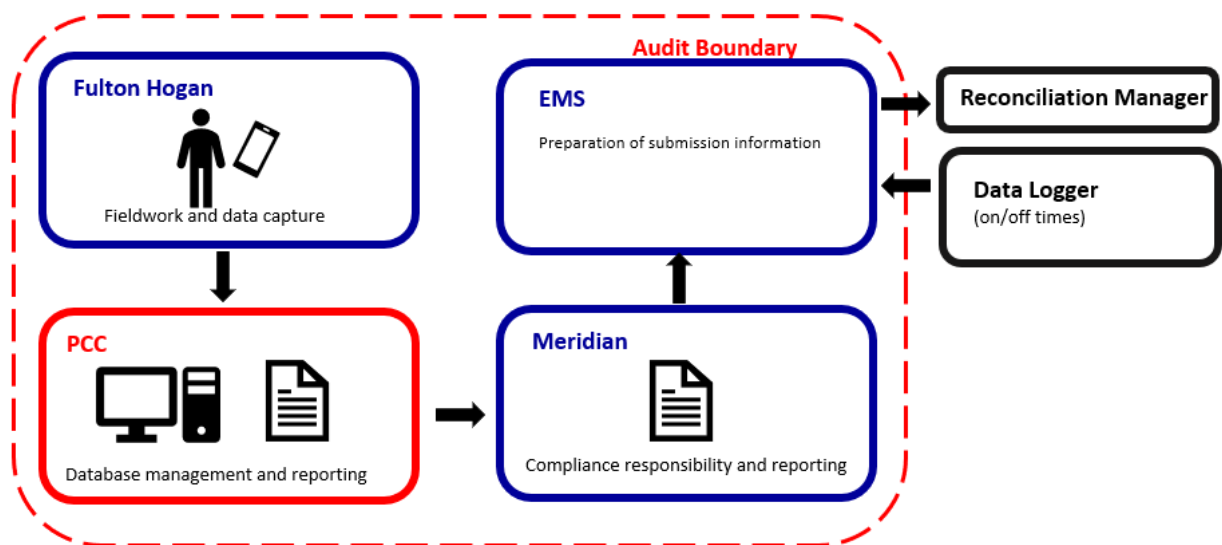 Audit Boundary
Fulton Hogan
Fieldwork and data capture
EMS
Preparation of submission information
Reconciliation Manager
Data Logger
(on/off times)
PCC
Database management and reporting
Meridian
Compliance responsibility and reporting